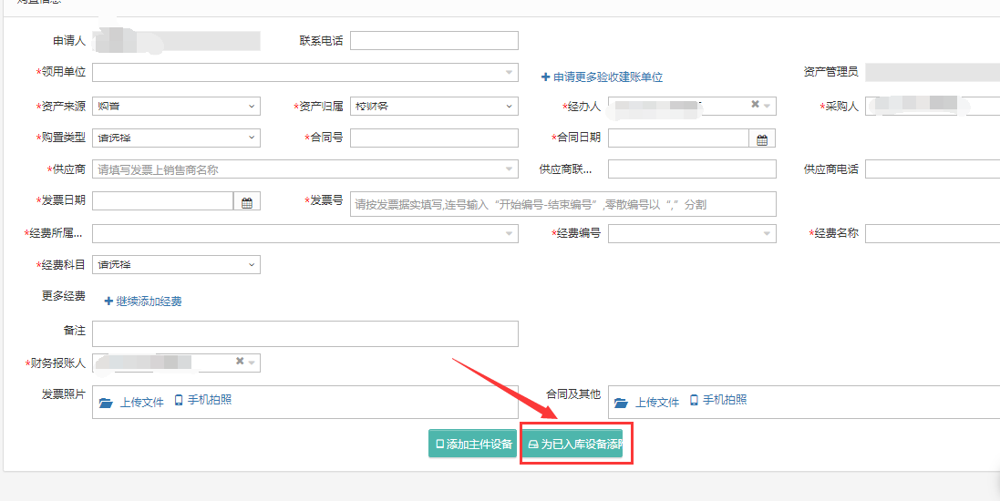 购置信息
申请人 联系电话
*领用单位 申请更多验收建账单位 资产管理员
*资产来源 购置 *资产归属 校财务 *经办人 *采购人
*购置类型 请选择 *合同号 *合同日期
*供应商 请填写发票上销售商名称 供应商联... 供应商电话
*发票日期 *发票号 请按发票据实填写,连号输入“开始编号-结束编号”,零散编号以“,”分割
*经费所属... *经费编号 *经费名称
*经费科目 请选择
更多经费 继续添加经费
备注
*财务报账人
发票照片 上传文件 手机拍照 合同及其他 上传文件 手机拍照
添加主件设备 为已入库设备添